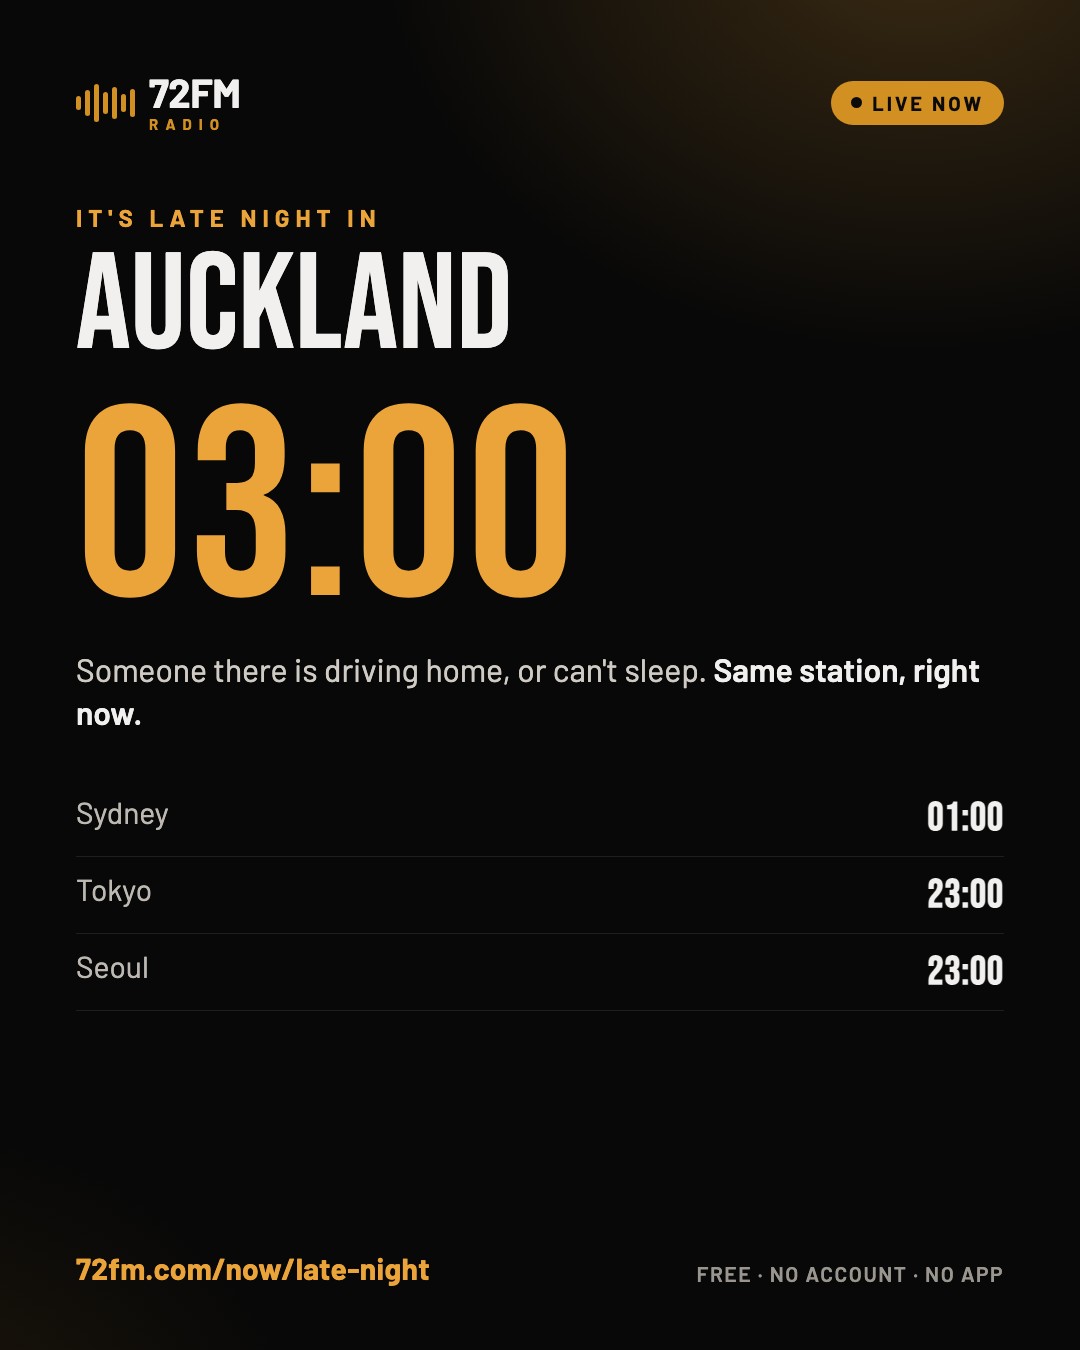 72FM
RADIO
LIVE NOW
IT'S LATE NIGHT IN
AUCKLAND
03:00
Someone there is driving home, or can't sleep. Same station, right
now.
Sydney 01:00
Tokyo 23:00
Seoul 23:00
72fm.com/now/late-night
FREE · NO ACCOUNT · NO APP